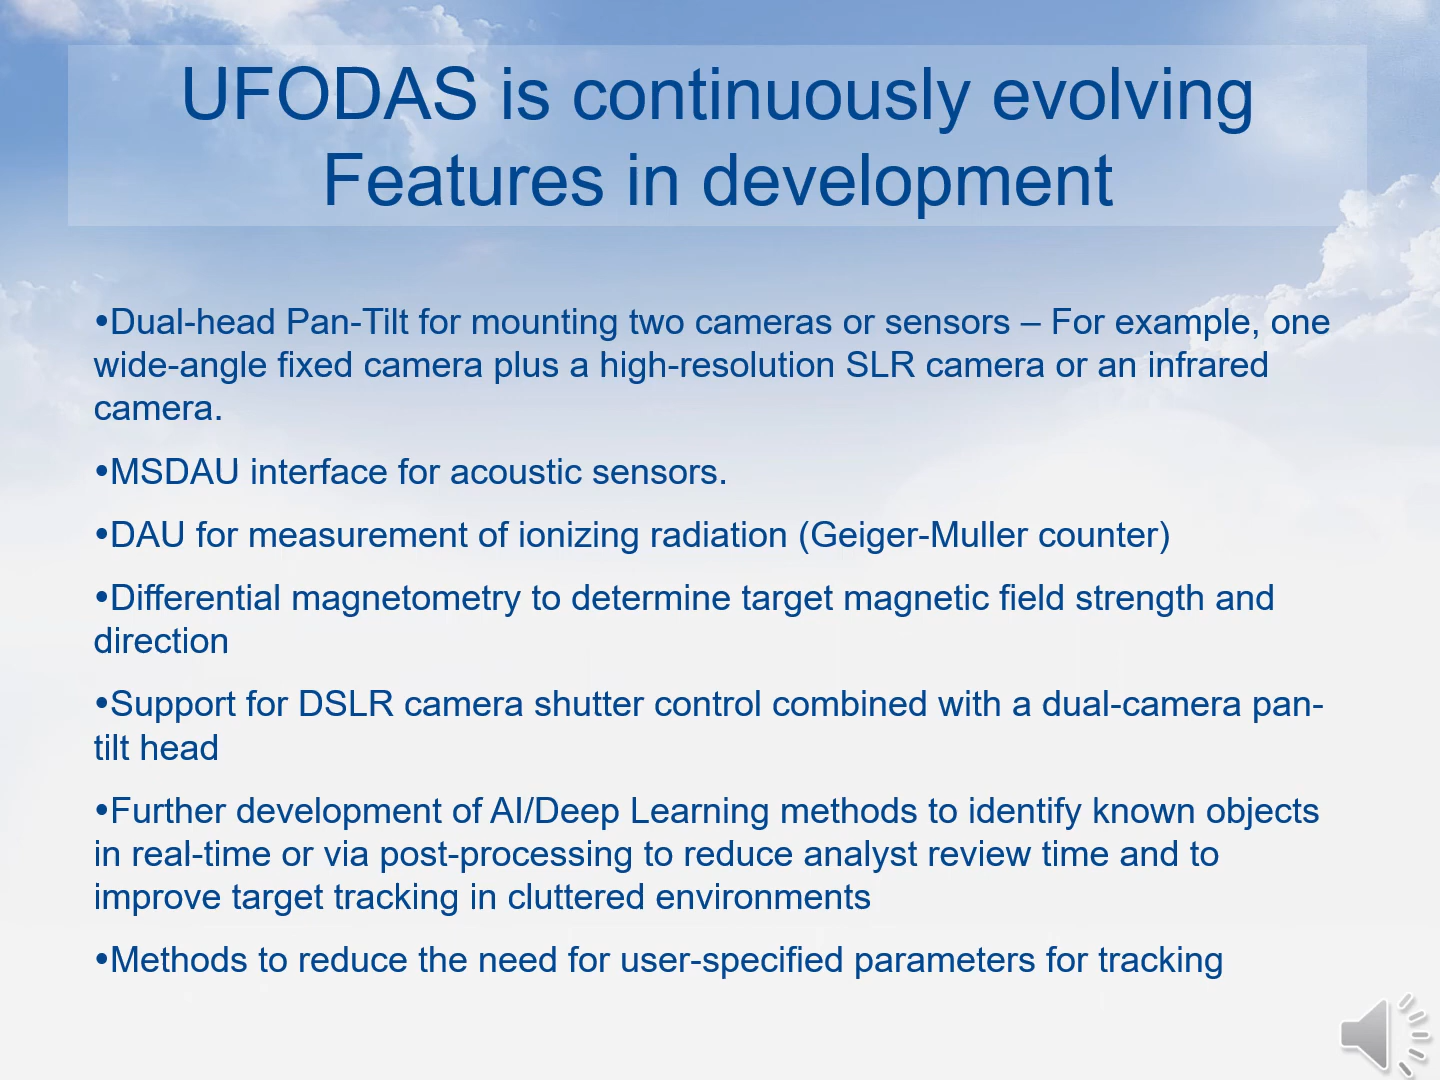 UFODAS is continuously evolving
Features in development
•Dual-head Pan-Tilt for mounting two cameras or sensors – For example, one
wide-angle fixed camera plus a high-resolution SLR camera or an infrared
camera.
•MSDAU interface for acoustic sensors.
•DAU for measurement of ionizing radiation (Geiger-Muller counter)
•Differential magnetometry to determine target magnetic field strength and
direction
•Support for DSLR camera shutter control combined with a dual-camera pan-
tilt head
•Further development of AI/Deep Learning methods to identify known objects
in real-time or via post-processing to reduce analyst review time and to
improve target tracking in cluttered environments
•Methods to reduce the need for user-specified parameters for tracking